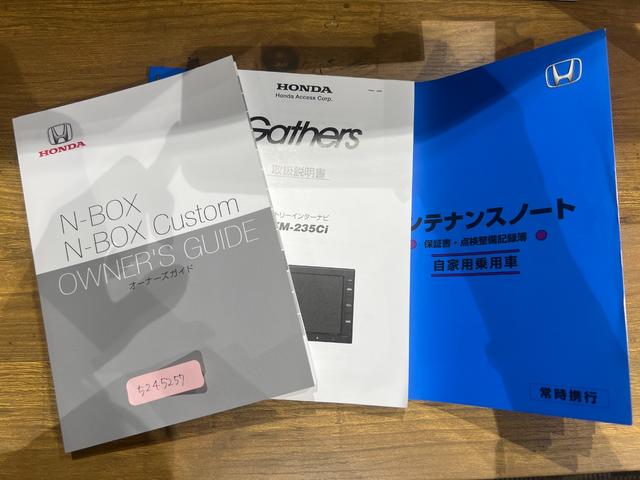 HONDA
N-BOX
N-BOX Custom
OWNER'S GUIDE
オーナーズガイド
5245257
HONDA
Honda Access Corp.
Gathers
取扱説明書
トリーインターナビ
M-235Ci
ンテナンスノート
保証書・点検整備記録簿
自家用乗用車
常時携行